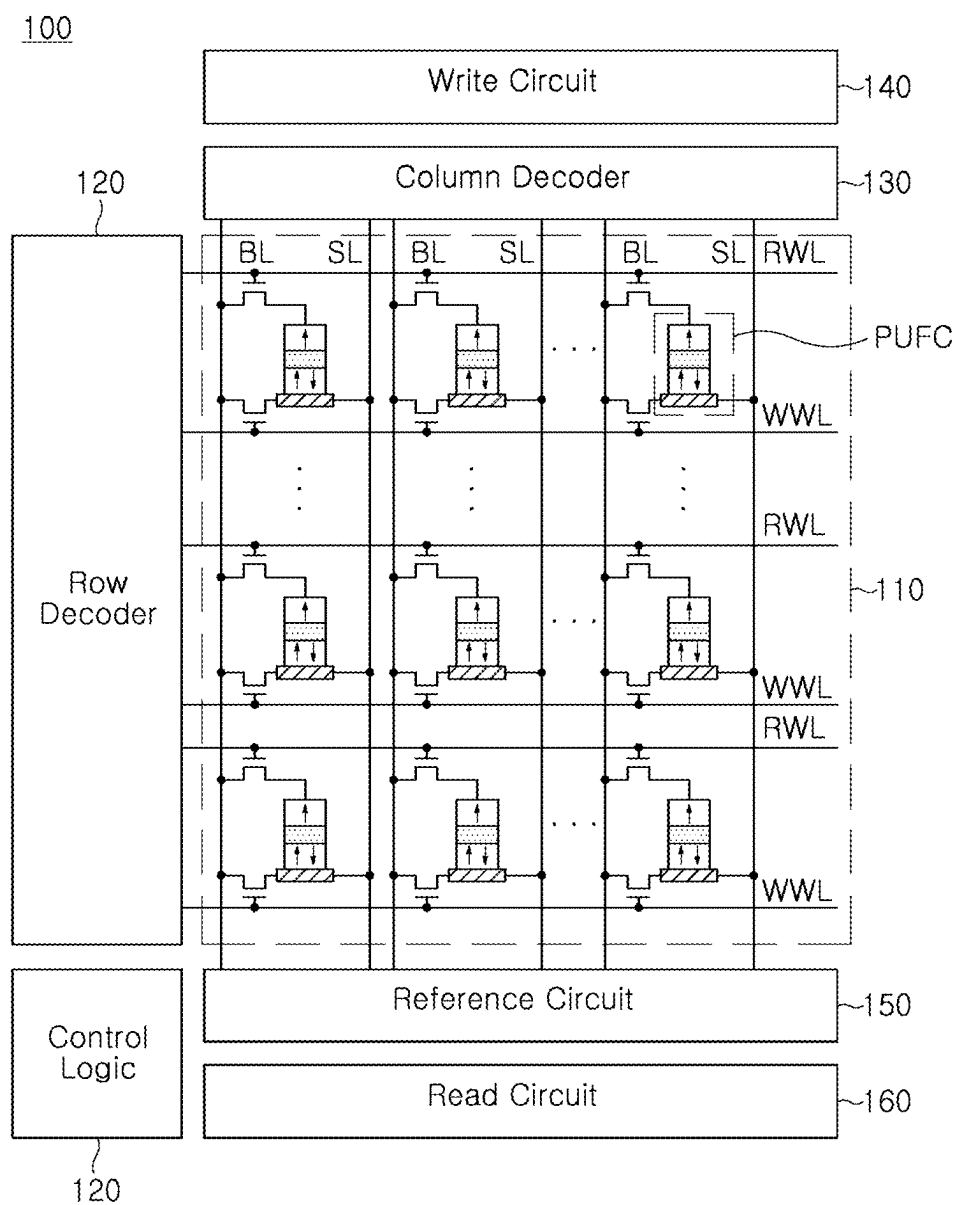 100
Write Circuit
140
120
Column Decoder
130
BL SL BL SL BL SL RWL
PUFC
WWL
RWL
Row
Decoder
110
WWL
RWL
WWL
Control
Logic
Reference Circuit
150
Read Circuit
160
120